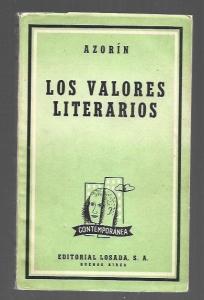 AZORÍN
LOS VALORES
LITERARIOS
CONTEMPORÁNEA
EDITORIAL LOSADA, S. A.
BUENOS AIRES